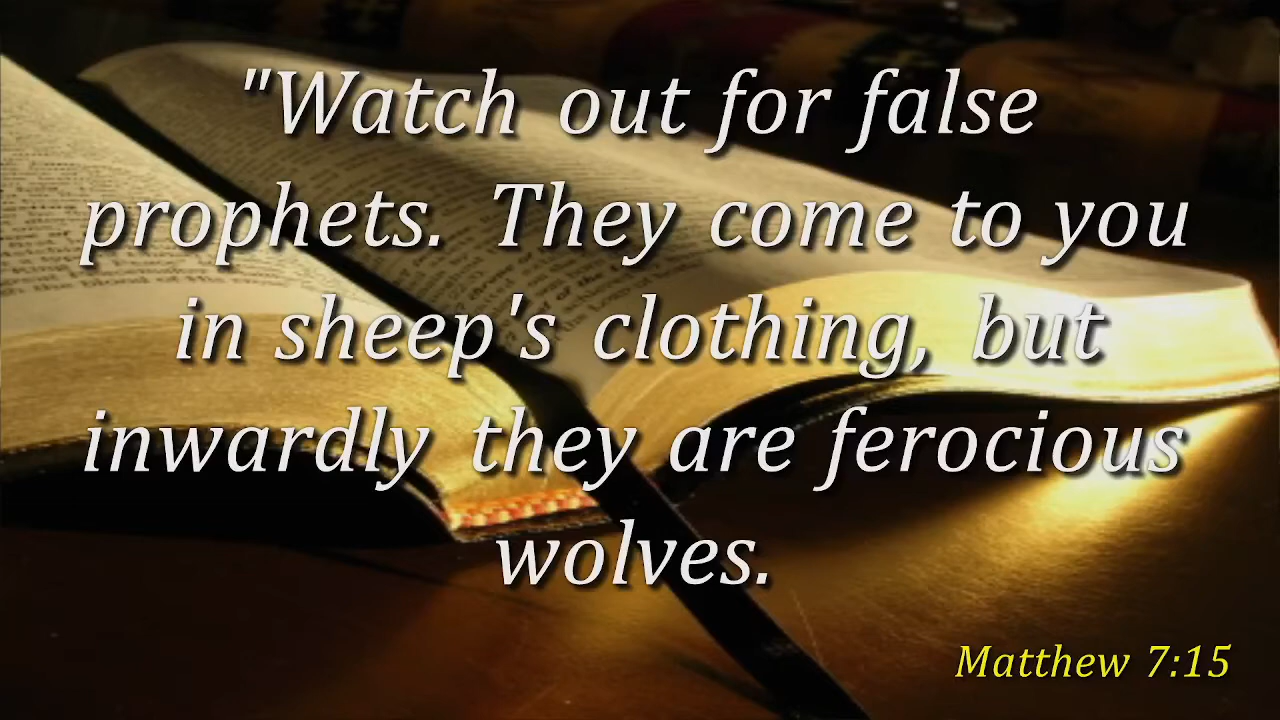 "Watch out for false
prophets. They come to you
in sheep's clothing, but
inwardly they are ferocious
wolves.
Matthew 7:15